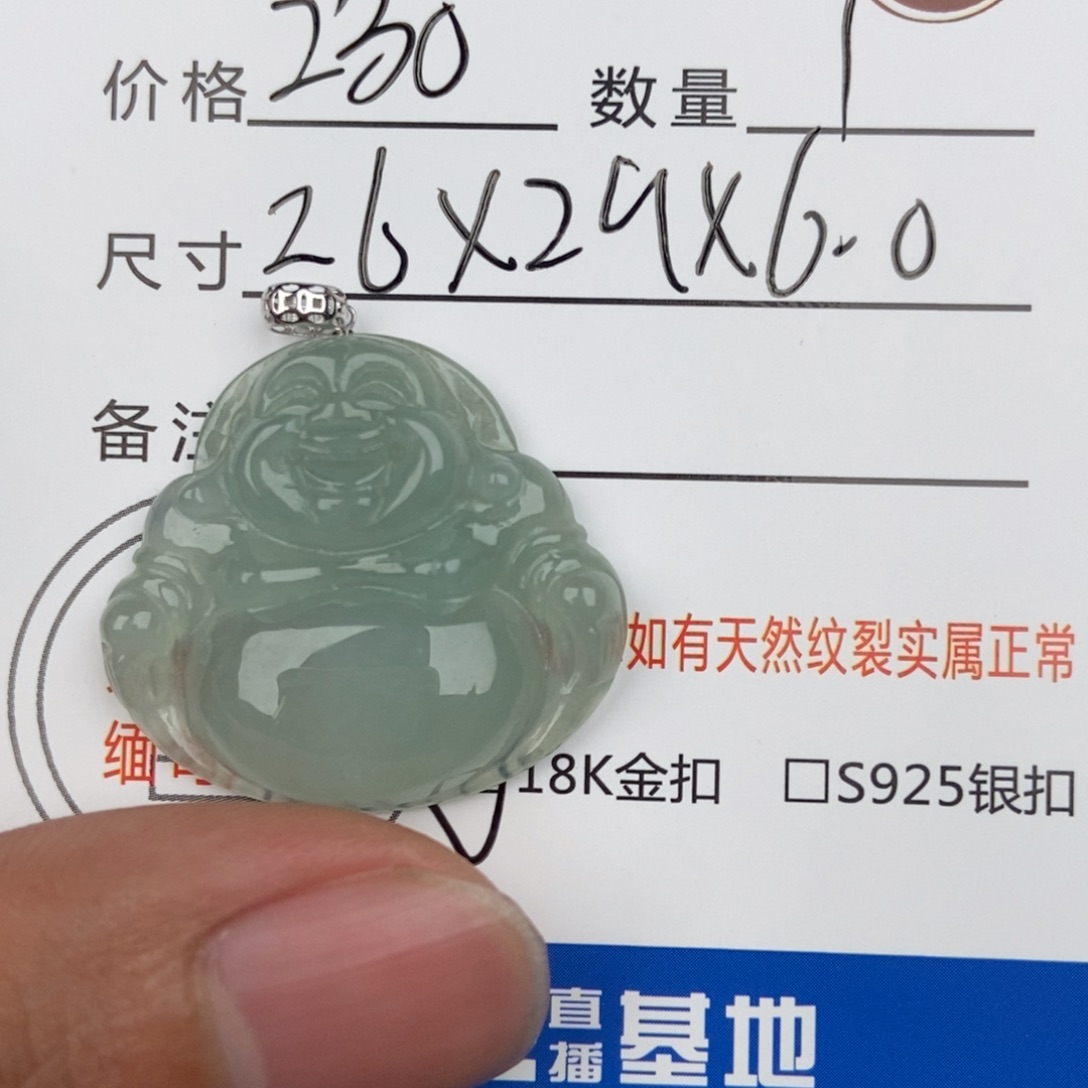 价格 230 数量 1
尺寸 26X29X6.0
备注
如有天然纹裂实属正常
缅 18K金扣 □S925银扣
直播基地